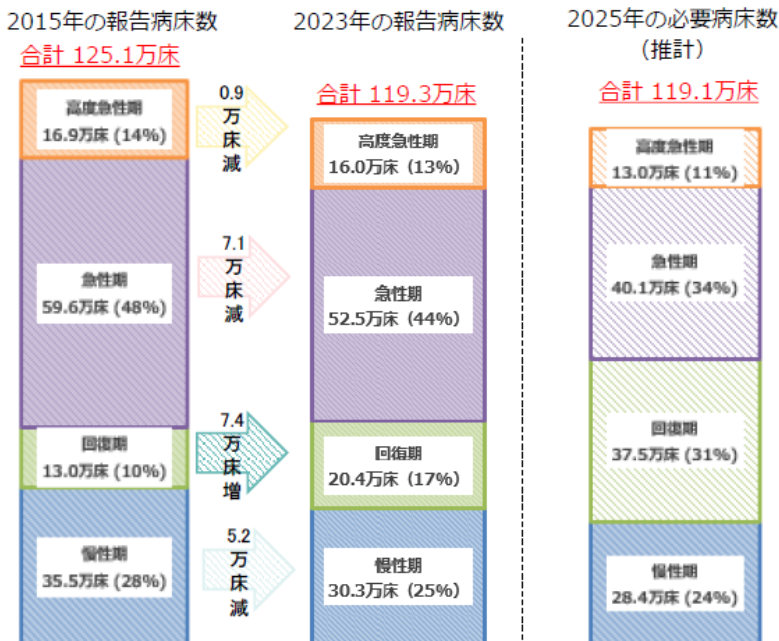 2015年の報告病床数
合計 125.1万床
高度急性期
16.9万床 (14%)
急性期
59.6万床 (48%)
回復期
13.0万床 (10%)
慢性期
35.5万床 (28%)
0.9
万
床
減
7.1
万
床
減
7.4
万
床
増
5.2
万
床
減
2023年の報告病床数
合計 119.3万床
高度急性期
16.0万床（13%）
急性期
52.5万床（44%）
回復期
20.4万床（17%）
慢性期
30.3万床（25%）
2025年の必要病床数
（推計）
合計 119.1万床
高度急性期
13.0万床 (11%)
急性期
40.1万床 (34%)
回復期
37.5万床 (31%)
慢性期
28.4万床 (24%)